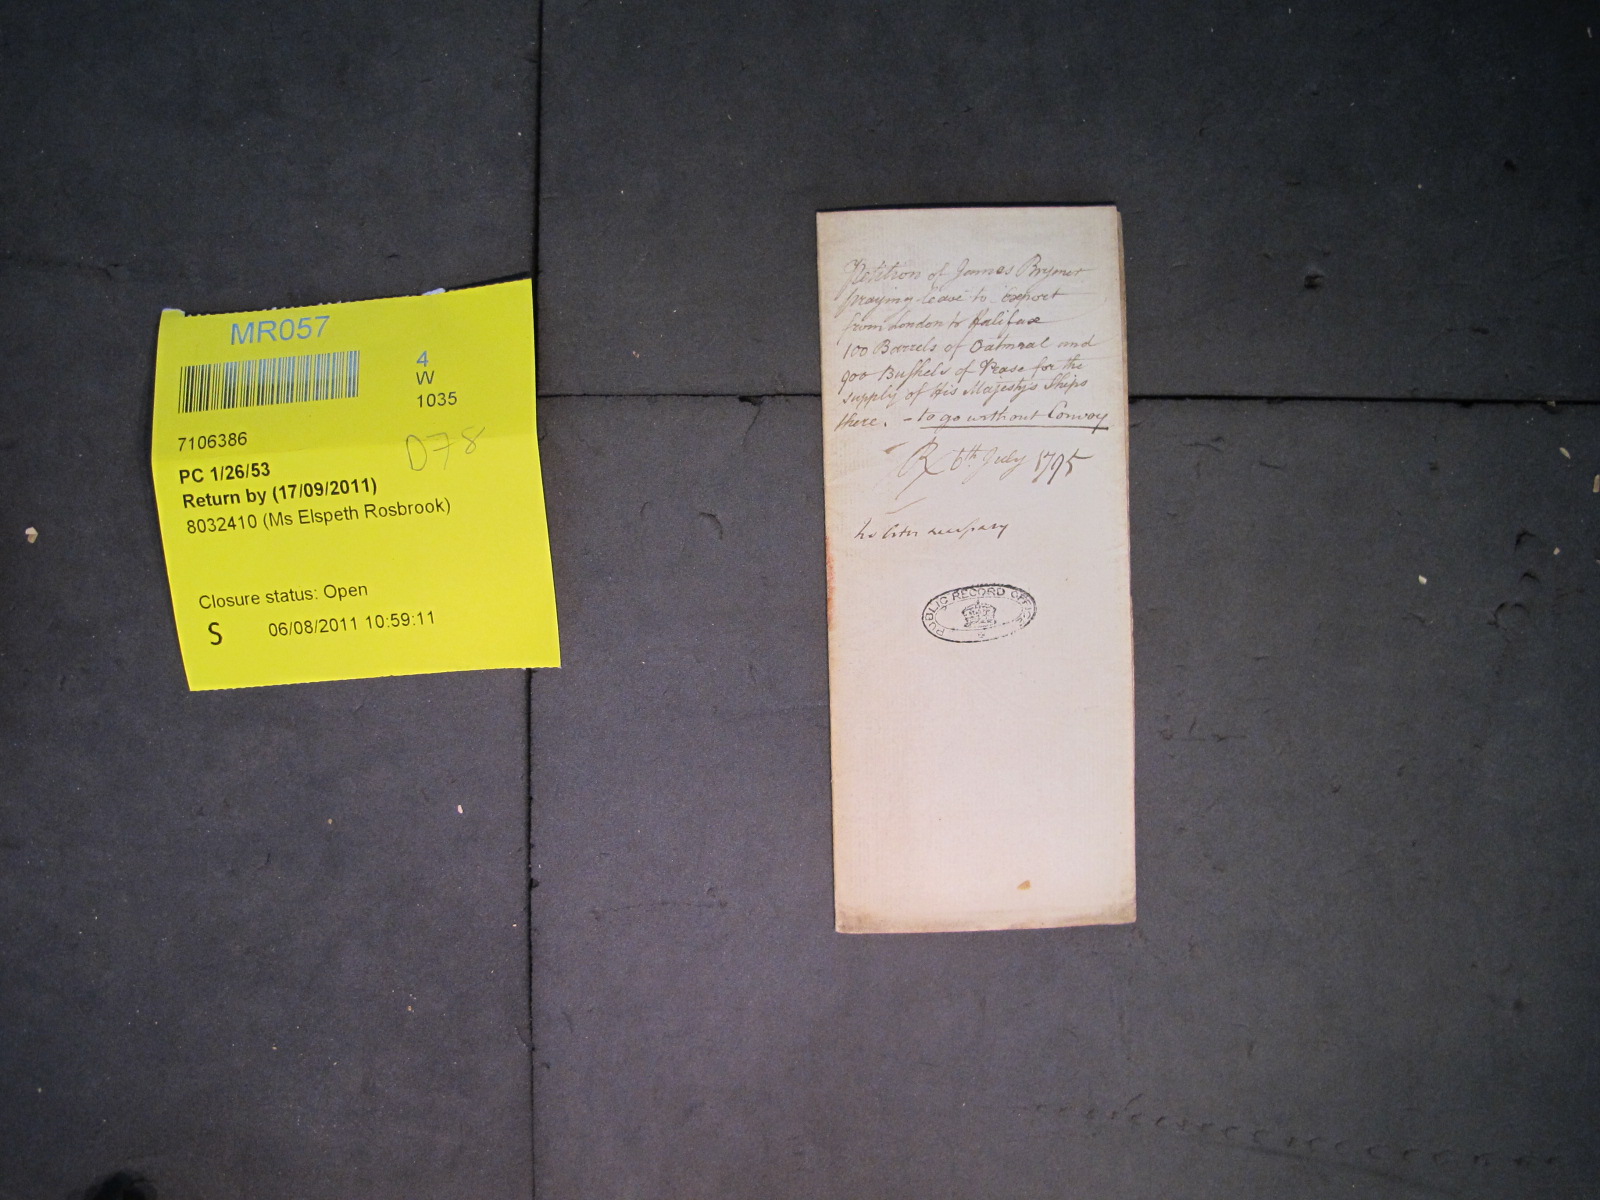 MR057
4
W
1035
7106386
D78
PC 1/26/53
Return by (17/09/2011)
8032410 (Ms Elspeth Rosbrook)
Closure status: Open
S 06/08/2011 10:59:11
Petition of James Brymer
praying leave to Export
from London to Halifax
100 Barrels of Oatmeal and
900 Bushels of Pease for the
supply of His Majesty's Ships
there. - to go without Convoy
R 6th July 1795
necessary
PUBLIC RECORD OFFICE